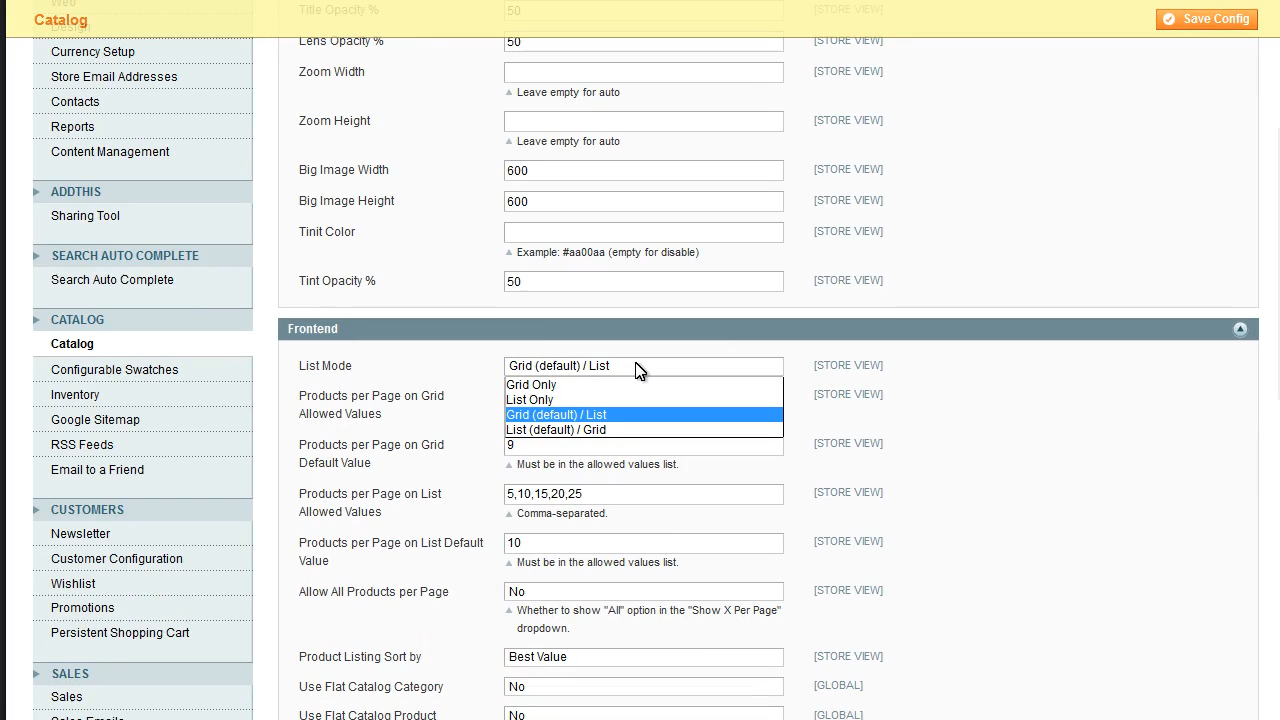 Web
Design
Catalog
Save Config
Currency Setup
Store Email Addresses
Contacts
Reports
Content Management
ADDTHIS
Sharing Tool
SEARCH AUTO COMPLETE
Search Auto Complete
CATALOG
Catalog
Configurable Swatches
Inventory
Google Sitemap
RSS Feeds
Email to a Friend
CUSTOMERS
Newsletter
Customer Configuration
Wishlist
Promotions
Persistent Shopping Cart
SALES
Sales
Sales Emails
Title Opacity % 50 [STORE VIEW]
Lens Opacity % 50 [STORE VIEW]
Zoom Width [STORE VIEW]
Leave empty for auto
Zoom Height [STORE VIEW]
Leave empty for auto
Big Image Width 600 [STORE VIEW]
Big Image Height 600 [STORE VIEW]
Tinit Color [STORE VIEW]
Example: #aa00aa (empty for disable)
Tint Opacity % 50 [STORE VIEW]
Frontend
List Mode Grid (default) / List [STORE VIEW]
Grid Only
List Only
Grid (default) / List
List (default) / Grid
Products per Page on Grid [STORE VIEW]
Allowed Values
Products per Page on Grid 9 [STORE VIEW]
Default Value
Must be in the allowed values list.
Products per Page on List 5,10,15,20,25 [STORE VIEW]
Allowed Values
Comma-separated.
Products per Page on List Default 10 [STORE VIEW]
Value
Must be in the allowed values list.
Allow All Products per Page No [STORE VIEW]
Whether to show "All" option in the "Show X Per Page"
dropdown.
Product Listing Sort by Best Value [STORE VIEW]
Use Flat Catalog Category No [GLOBAL]
Use Flat Catalog Product No [GLOBAL]